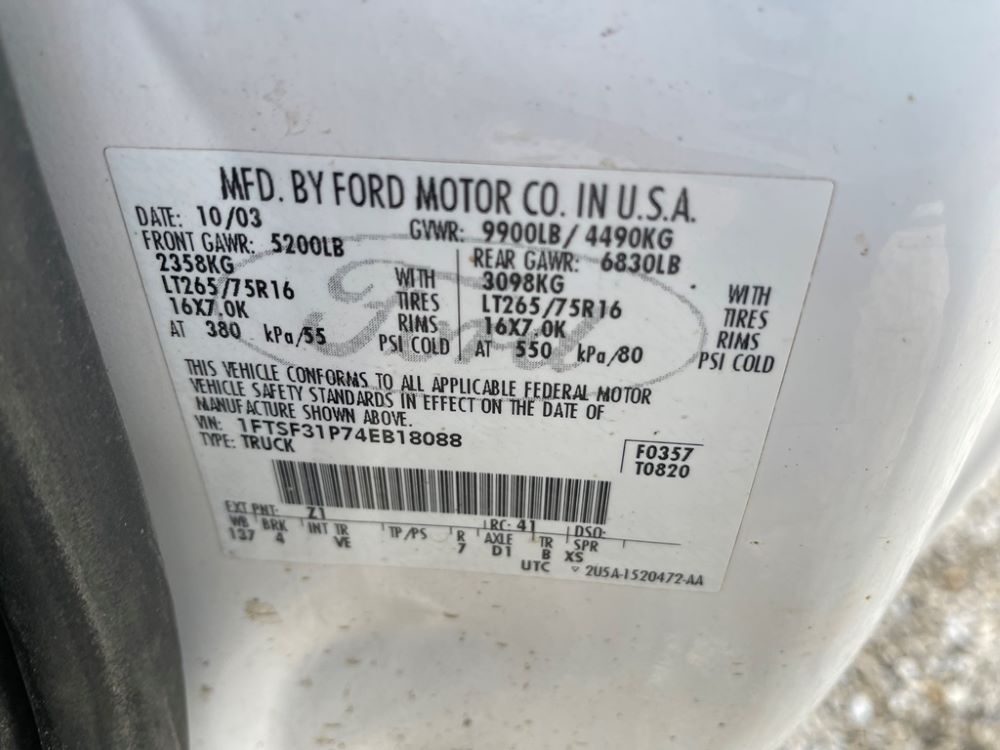 MFD. BY FORD MOTOR CO. IN U.S.A.
DATE: 10/03 GVWR: 9900LB/ 4490KG
FRONT GAWR: 5200LB REAR GAWR: 6830LB
2358KG WITH 3098KG WITH
LT265/75R16 TIRES LT265/75R16 TIRES
16X7.0K RIMS 16X7.0K RIMS
AT 380 kPa/55 PSI COLD AT 550 kPa/80 PSI COLD
Ford
THIS VEHICLE CONFORMS TO ALL APPLICABLE FEDERAL MOTOR
VEHICLE SAFETY STANDARDS IN EFFECT ON THE DATE OF
MANUFACTURE SHOWN ABOVE.
VIN: 1FTSF31P74EB18088
TYPE: TRUCK
F0357
T0820
EXT PNT: Z1 RC: 41 DSO:
WB BRK INT TR TP/PS R AXLE TR SPR
137 4 VE 7 D1 B XS
UTC ▽ 2U5A-1520472-AA